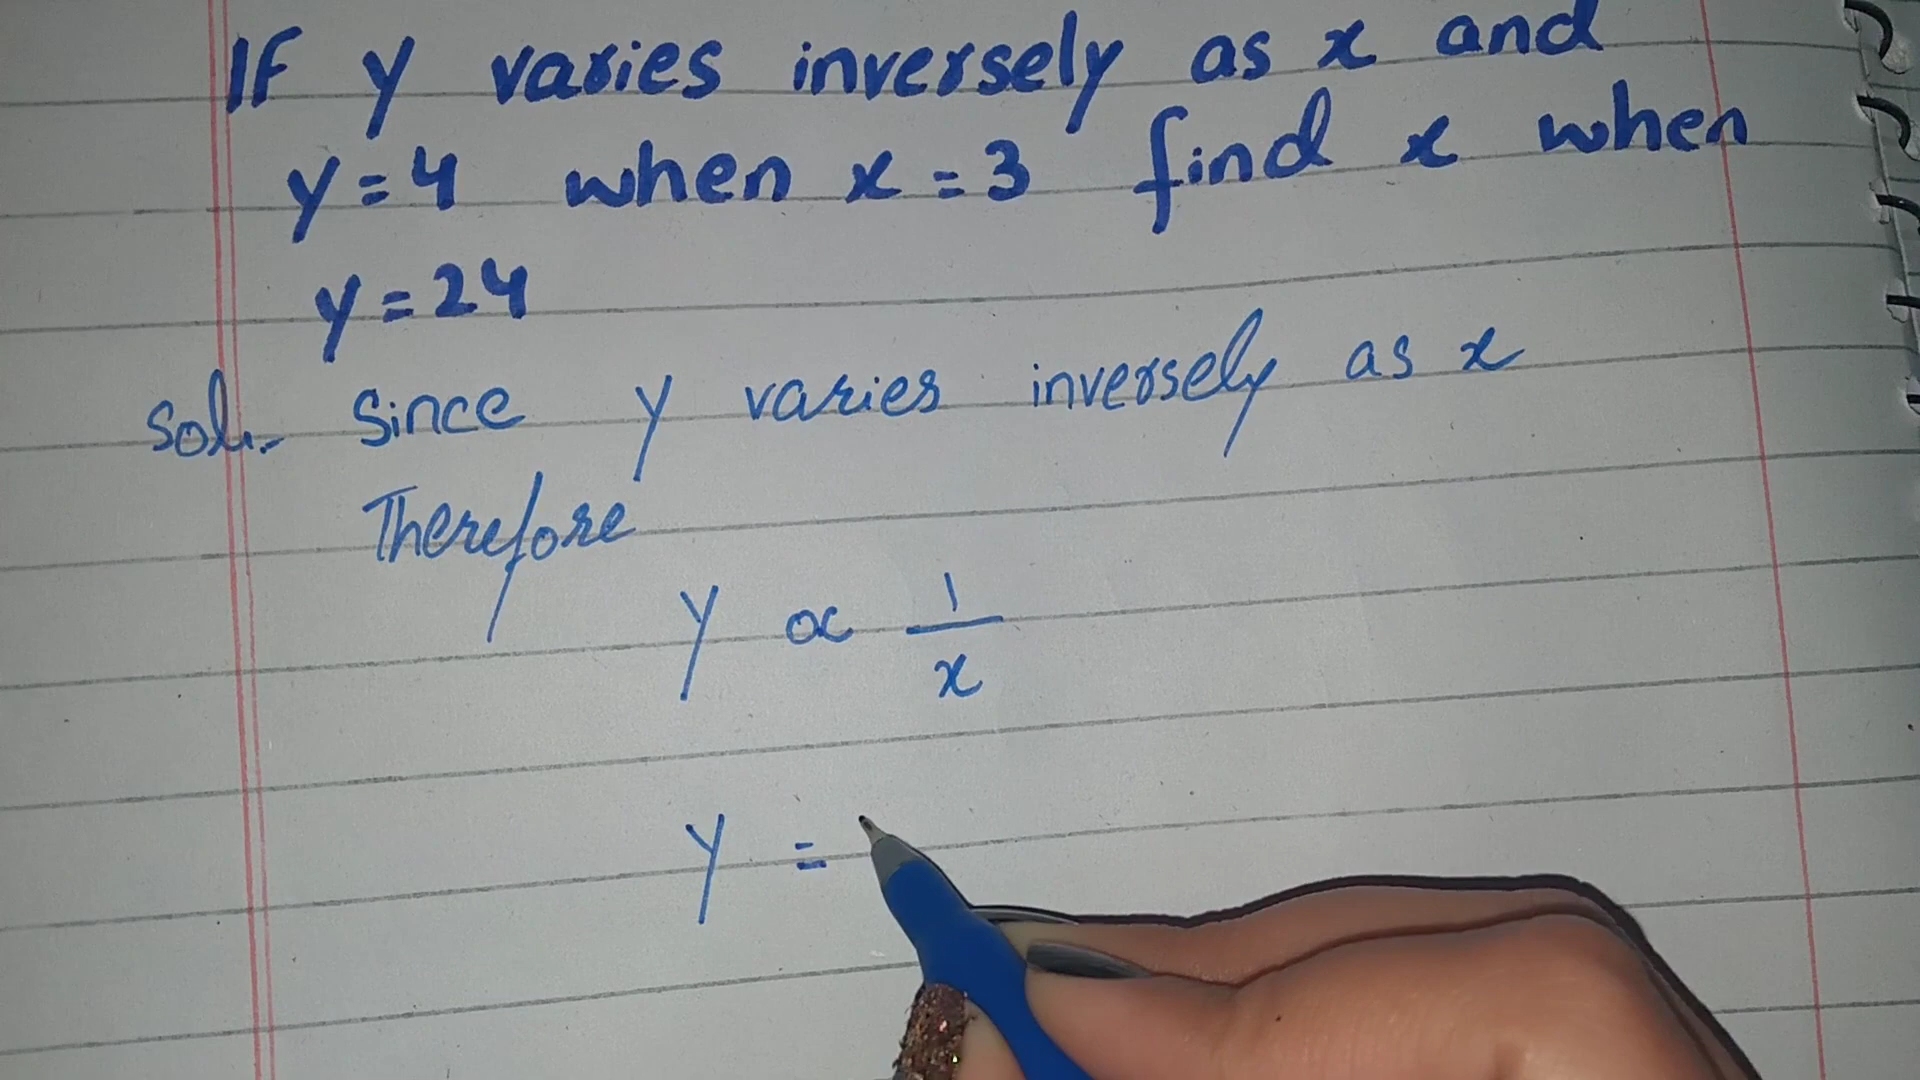 If y varies inversely as x and
y = 4 when x = 3 find x when
y = 24
Sol:- Since y varies inversely as x
Therefore
y ∝ 1/x
y =